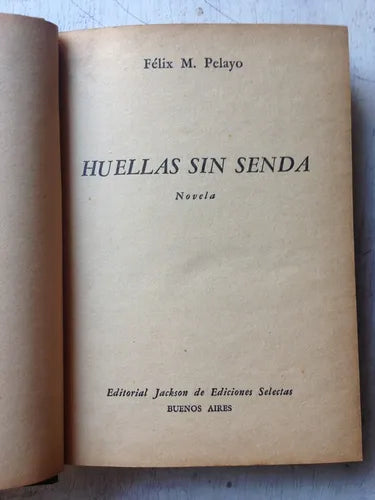 Félix M. Pelayo
HUELLAS SIN SENDA
Novela
Editorial Jackson de Ediciones Selectas
BUENOS AIRES